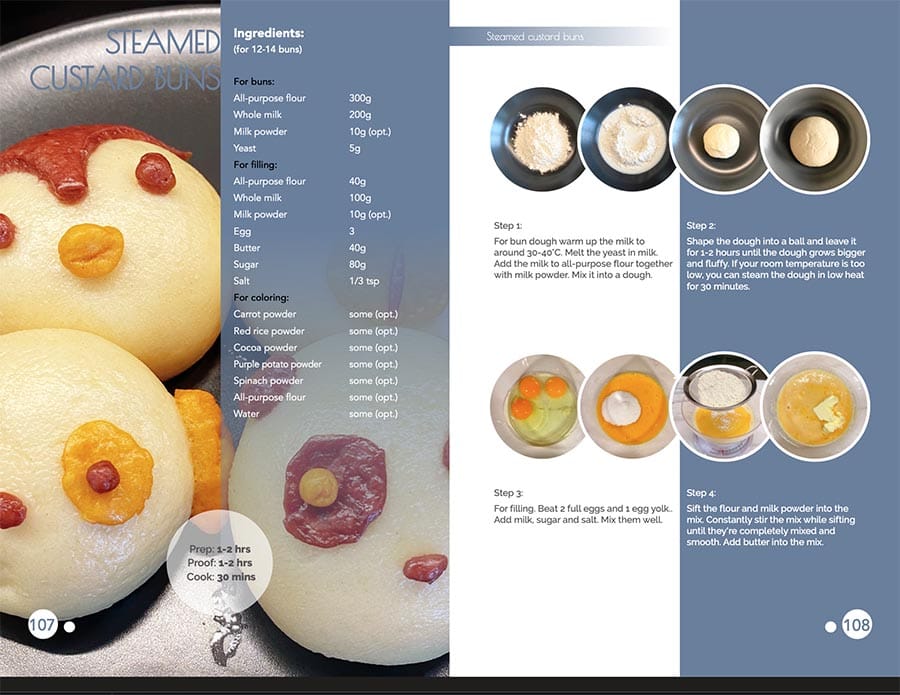 STEAMED
CUSTARD BUNS
Ingredients:
(for 12-14 buns)
For buns:
All-purpose flour 300g
Whole milk 200g
Milk powder 10g (opt.)
Yeast 5g
For filling:
All-purpose flour 40g
Whole milk 100g
Milk powder 10g (opt.)
Egg 3
Butter 40g
Sugar 80g
Salt 1/3 tsp
For coloring:
Carrot powder some (opt.)
Red rice powder some (opt.)
Cocoa powder some (opt.)
Purple potato powder some (opt.)
Spinach powder some (opt.)
All-purpose flour some (opt.)
Water some (opt.)
Prep: 1-2 hrs
Proof: 1-2 hrs
Cook: 30 mins
107
Steamed custard buns
Step 1:
For bun dough warm up the milk to
around 30-40°C. Melt the yeast in milk.
Add the milk to all-purpose flour together
with milk powder. Mix it into a dough.
Step 2:
Shape the dough into a ball and leave it
for 1-2 hours until the dough grows bigger
and fluffy. If your room temperature is too
low, you can steam the dough in low heat
for 30 minutes.
Step 3:
For filling. Beat 2 full eggs and 1 egg yolk..
Add milk, sugar and salt. Mix them well.
Step 4:
Sift the flour and milk powder into the
mix. Constantly stir the mix while sifting
until they're completely mixed and
smooth. Add butter into the mix.
108